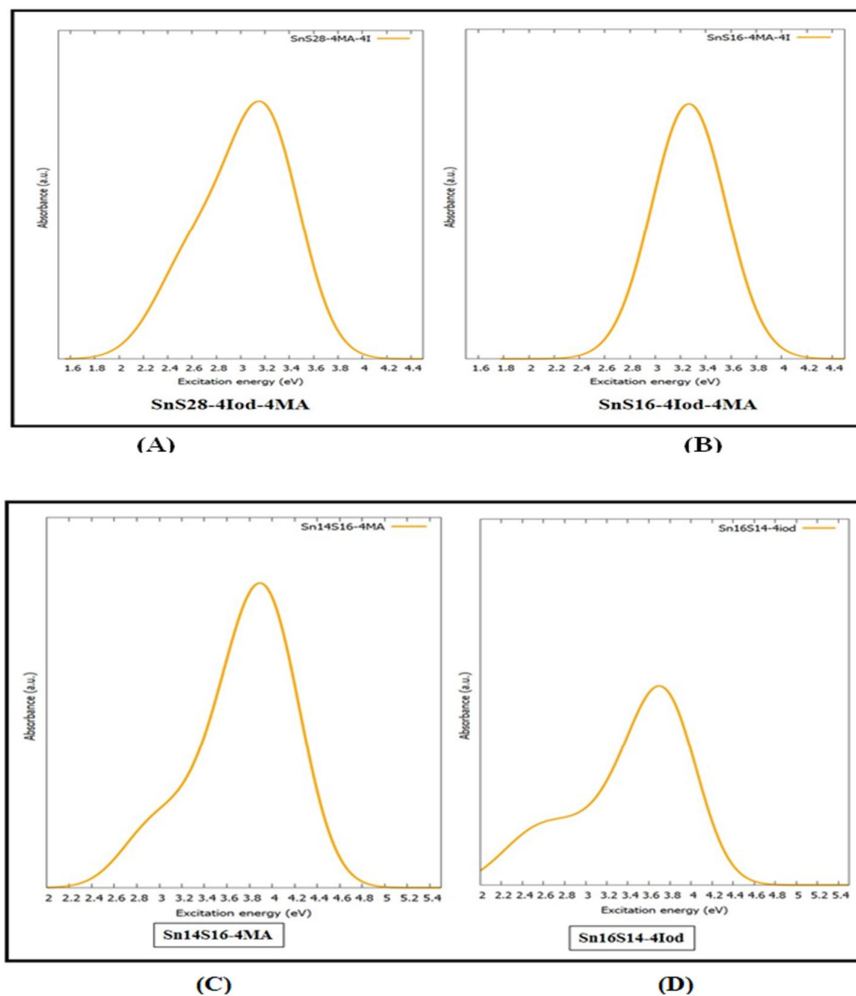 SnS28-4MA-4I
Absorbance (a.u.)
1.6 1.8 2 2.2 2.4 2.6 2.8 3 3.2 3.4 3.6 3.8 4 4.2 4.4
Excitation energy (eV)
SnS28-4Iod-4MA
(A)
SnS16-4MA-4I
Absorbance (a.u.)
1.6 1.8 2 2.2 2.4 2.6 2.8 3 3.2 3.4 3.6 3.8 4 4.2 4.4
Excitation energy (eV)
SnS16-4Iod-4MA
(B)
Sn14S16-4MA
Absorbance (a.u.)
2 2.2 2.4 2.6 2.8 3 3.2 3.4 3.6 3.8 4 4.2 4.4 4.6 4.8 5 5.2 5.4
Excitation energy (eV)
Sn14S16-4MA
(C)
Sn16S14-4iod
Absorbance (a.u.)
2 2.2 2.4 2.6 2.8 3 3.2 3.4 3.6 3.8 4 4.2 4.4 4.6 4.8 5 5.2 5.4
Excitation energy (eV)
Sn16S14-4Iod
(D)